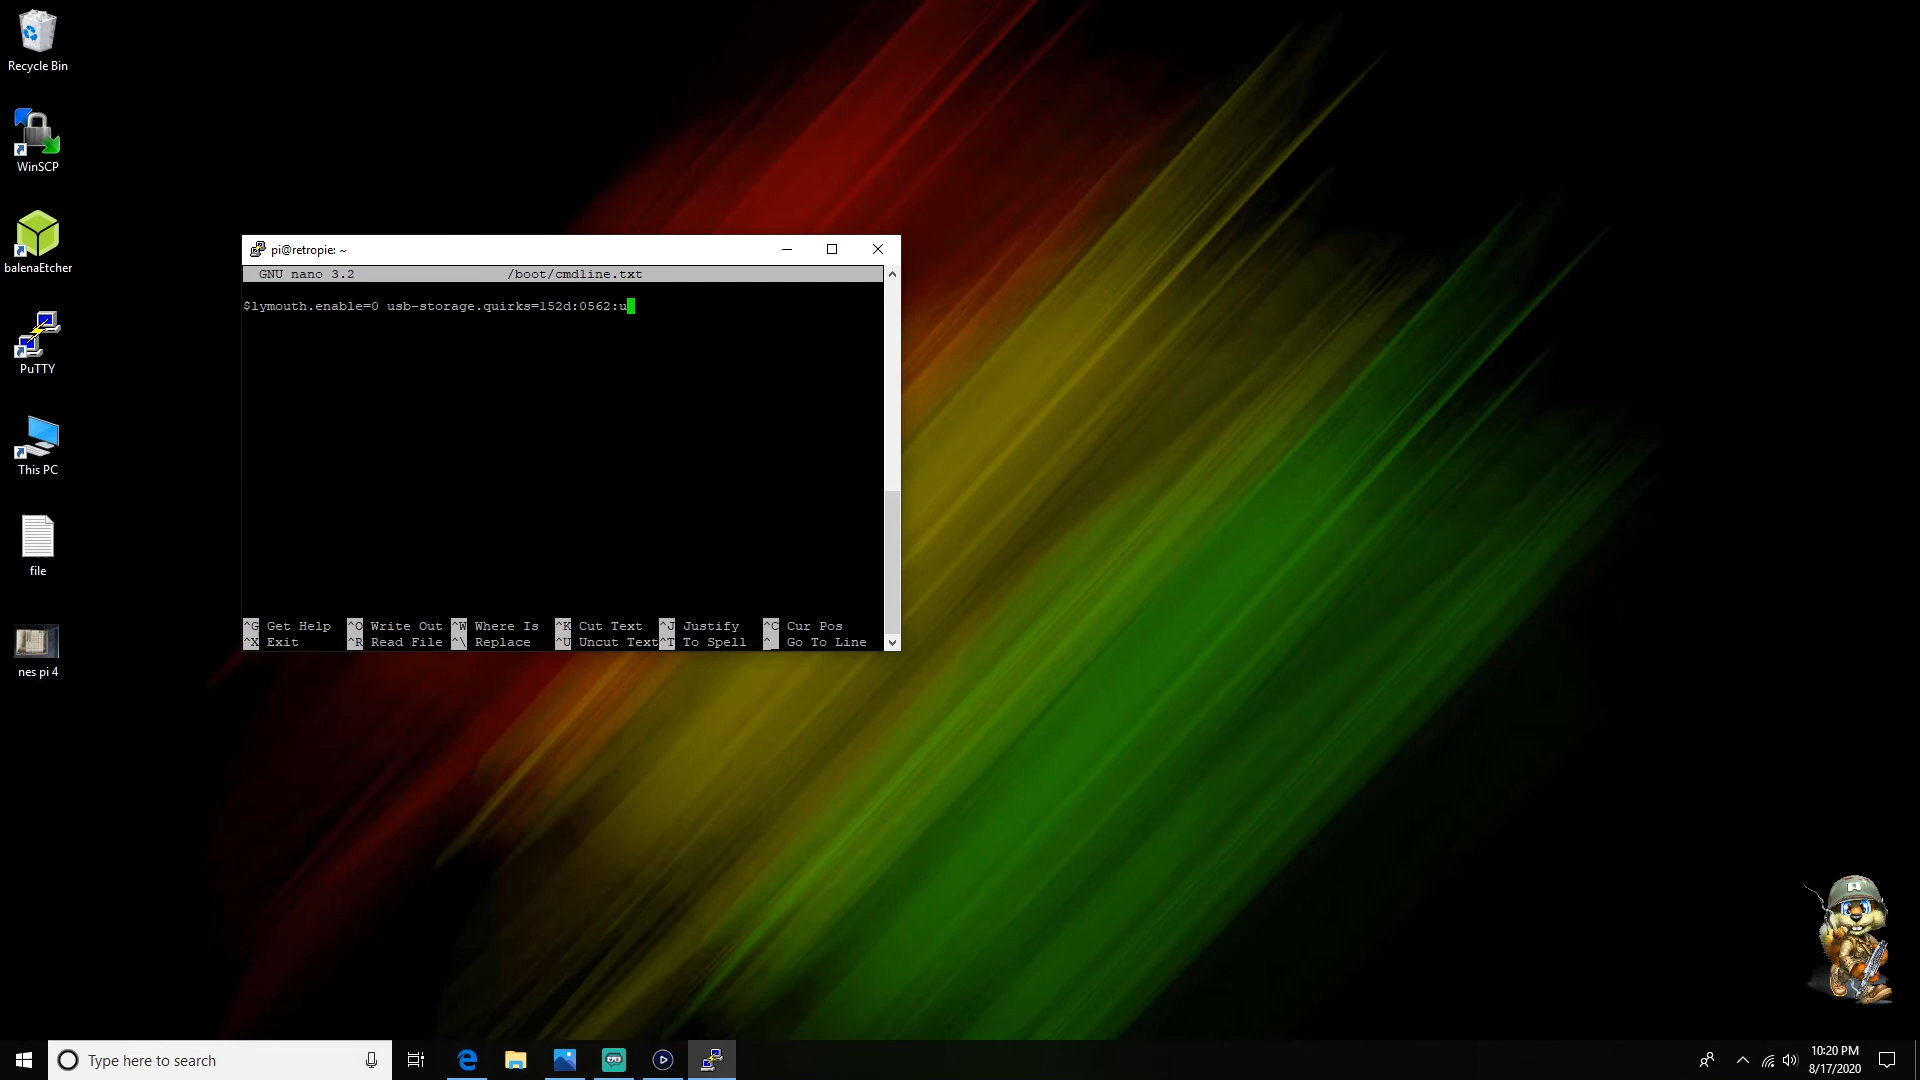 Recycle Bin
WinSCP
balenaEtcher
PuTTY
This PC
file
nes pi 4
pi@retropie: ~
GNU nano 3.2 /boot/cmdline.txt
$lymouth.enable=0 usb-storage.quirks=152d:0562:u
^G Get Help ^O Write Out ^W Where Is ^K Cut Text ^J Justify ^C Cur Pos
^X Exit ^R Read File ^\ Replace ^U Uncut Text ^T To Spell ^_ Go To Line
Type here to search
10:20 PM
8/17/2020